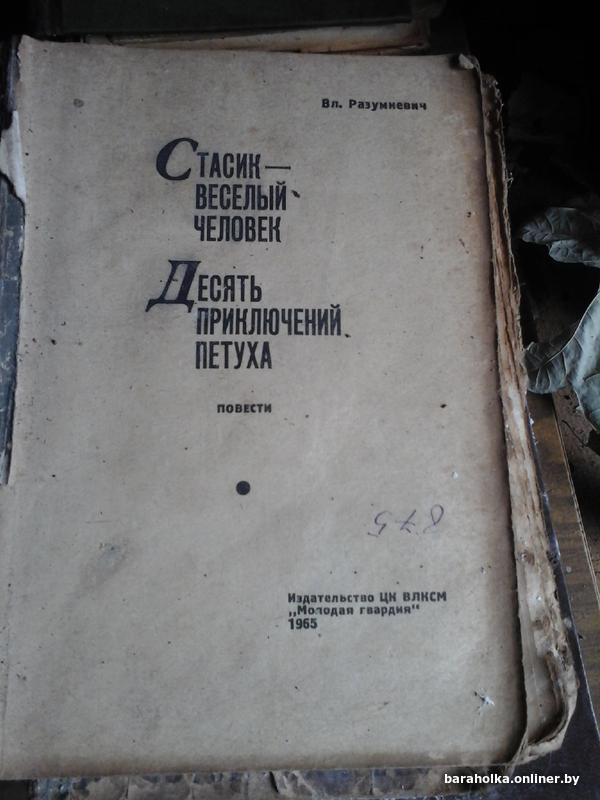 Вл. Разумневич
Стасик —
ВЕСЕЛЫЙ
ЧЕЛОВЕК
ДЕСЯТЬ
ПРИКЛЮЧЕНИЙ
ПЕТУХА
ПОВЕСТИ
875
Издательство ЦК ВЛКСМ
„Молодая гвардия“
1965
baraholka.onliner.by